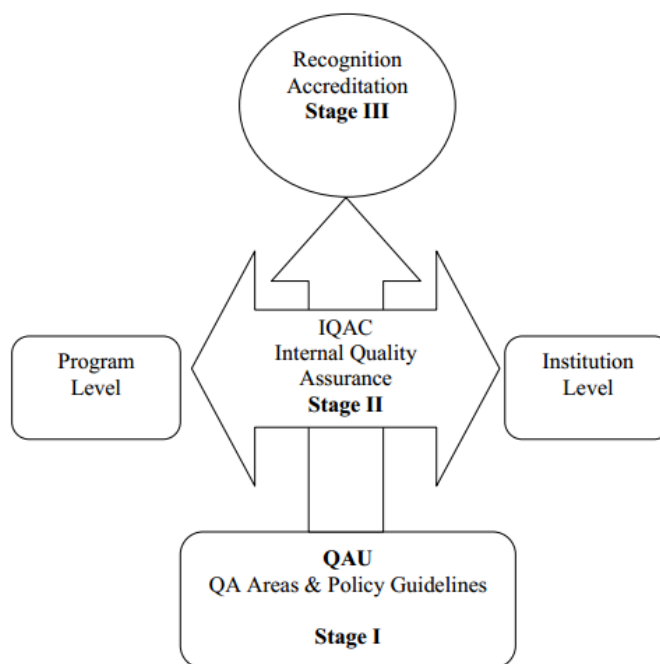 Recognition
Accreditation
Stage III
IQAC
Internal Quality
Assurance
Stage II
Program
Level
Institution
Level
QAU
QA Areas & Policy Guidelines
Stage I